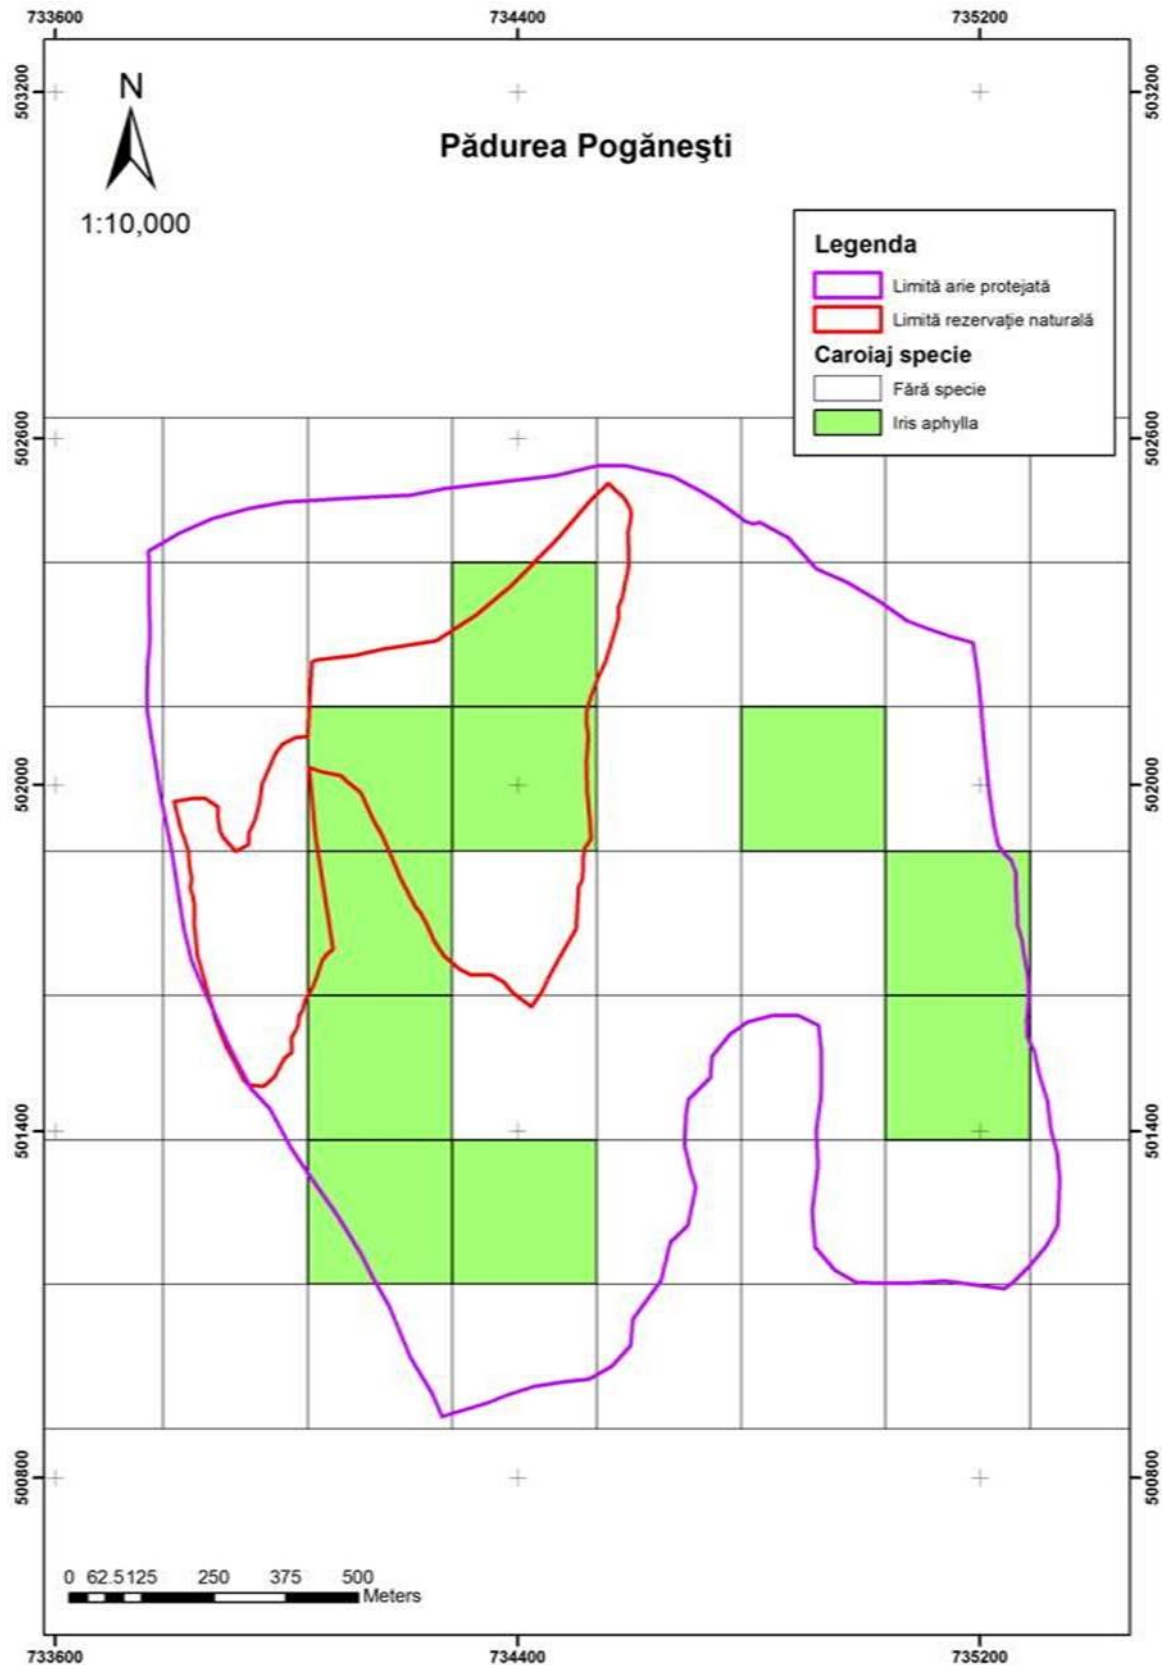 733600 734400 735200
503200 503200
N
Pădurea Pogăneşti
1:10,000
Legenda
Limită arie protejată
Limită rezervaţie naturală
Caroiaj specie
Fără specie
Iris aphylla
502600 502600
502000 502000
501400 501400
500800 500800
0 62.5 125 250 375 500
Meters
733600 734400 735200